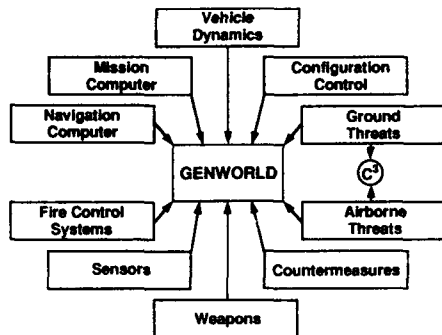 Vehicle
Dynamics
Mission
Computer
Configuration
Control
Navigation
Computer
Ground
Threats
GENWORLD
C³
Fire Control
Systems
Airborne
Threats
Sensors
Countermeasures
Weapons